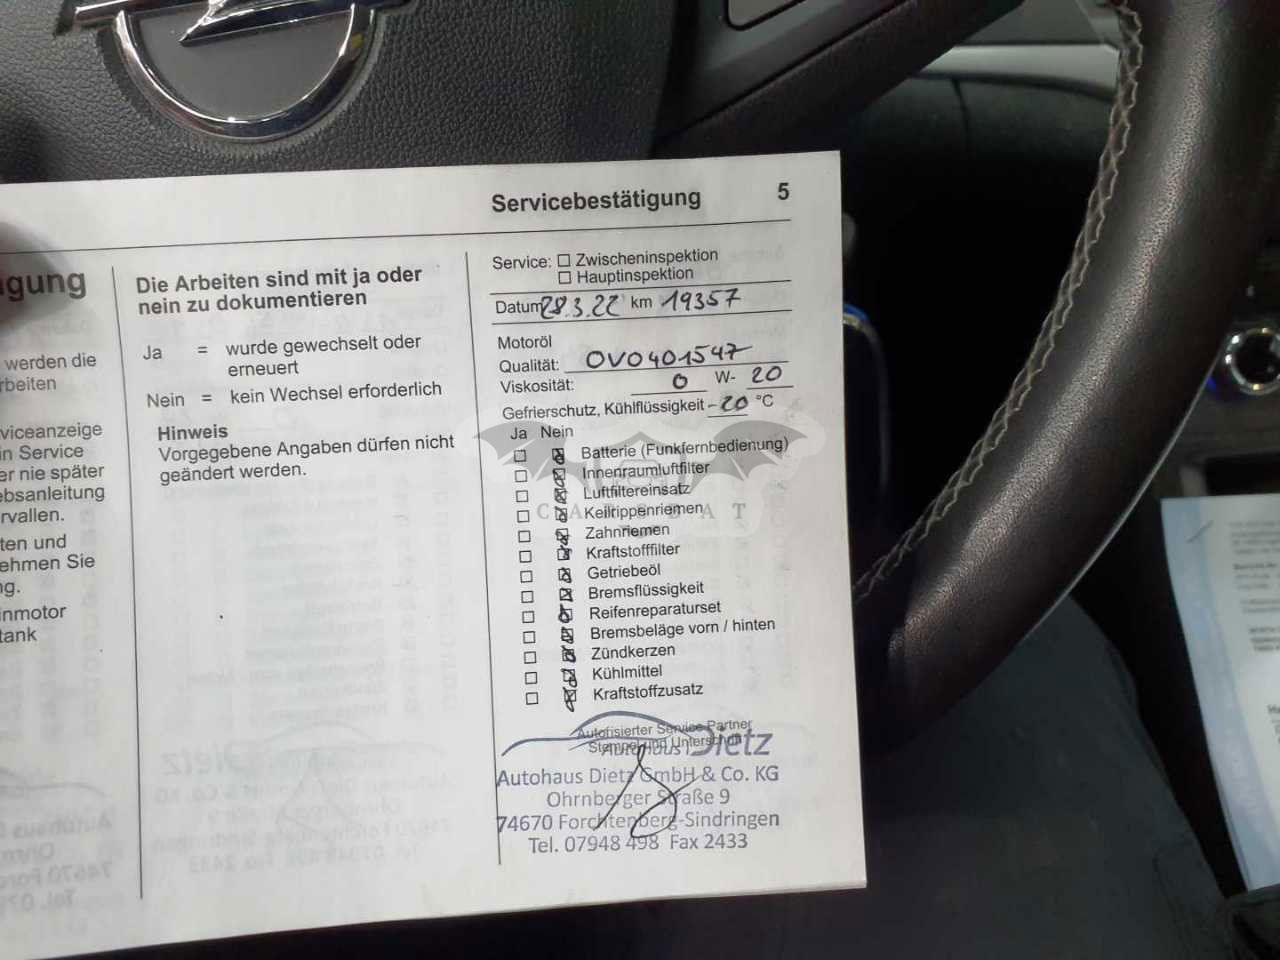 Servicebestätigung 5
igung
werden die
rbeiten
viceanzeige
in Service
er nie später
ebsanleitung
ervallen.
ten und
ehmen Sie
ng.
inmotor
tank
Die Arbeiten sind mit ja oder
nein zu dokumentieren
Ja = wurde gewechselt oder
erneuert
Nein = kein Wechsel erforderlich
Hinweis
Vorgegebene Angaben dürfen nicht
geändert werden.
Service: Zwischeninspektion
Hauptinspektion
Datum 28.3.22 km 19357
Motoröl
Qualität: OV0401547
Viskosität: 0 W- 20
Gefrierschutz, Kühlflüssigkeit -20 °C
Ja Nein
Batterie (Funkfernbedienung)
Innenraumluftfilter
Luftfiltereinsatz
Keilrippenriemen
Zahnriemen
Kraftstofffilter
Getriebeöl
Bremsflüssigkeit
Reifenreparaturset
Bremsbeläge vorn / hinten
Zündkerzen
Kühlmittel
Kraftstoffzusatz
Autorisierter Service Partner
Stempel und Unterschrift
Autohaus Dietz
Autohaus Dietz GmbH & Co. KG
Ohrnberger Straße 9
74670 Forchtenberg-Sindringen
Tel. 07948 498 Fax 2433